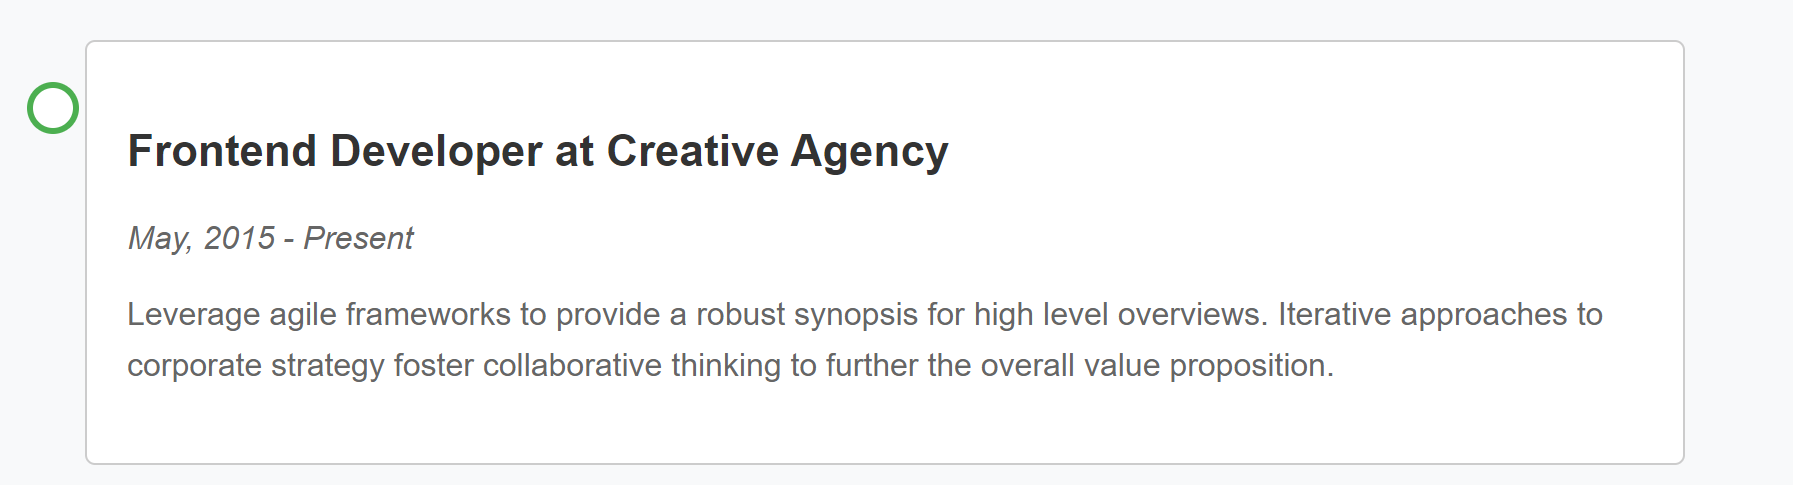 Frontend Developer at Creative Agency
May, 2015 - Present
Leverage agile frameworks to provide a robust synopsis for high level overviews. Iterative approaches to
corporate strategy foster collaborative thinking to further the overall value proposition.